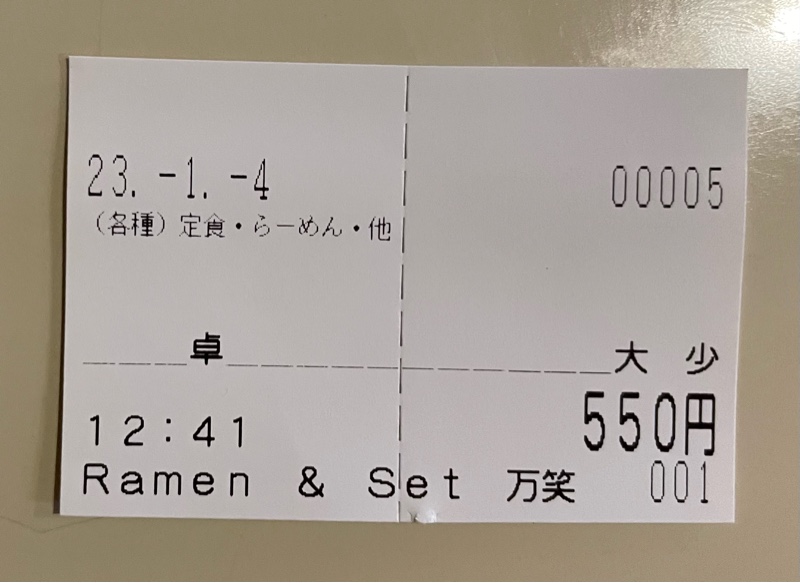 23.-1.-4 00005
(各種)定食・らーめん・他
卓 大 少
12:41 550円
Ramen & Set 万笑 001